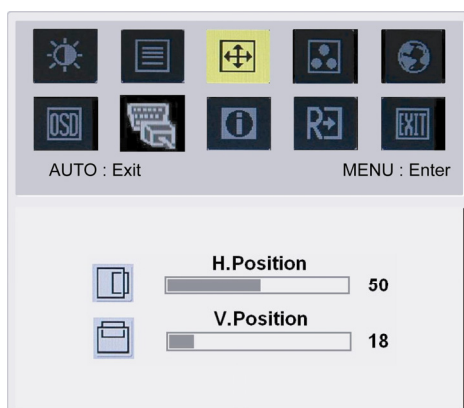 OSD
R
EXIT
AUTO : Exit MENU : Enter
H.Position
50
V.Position
18